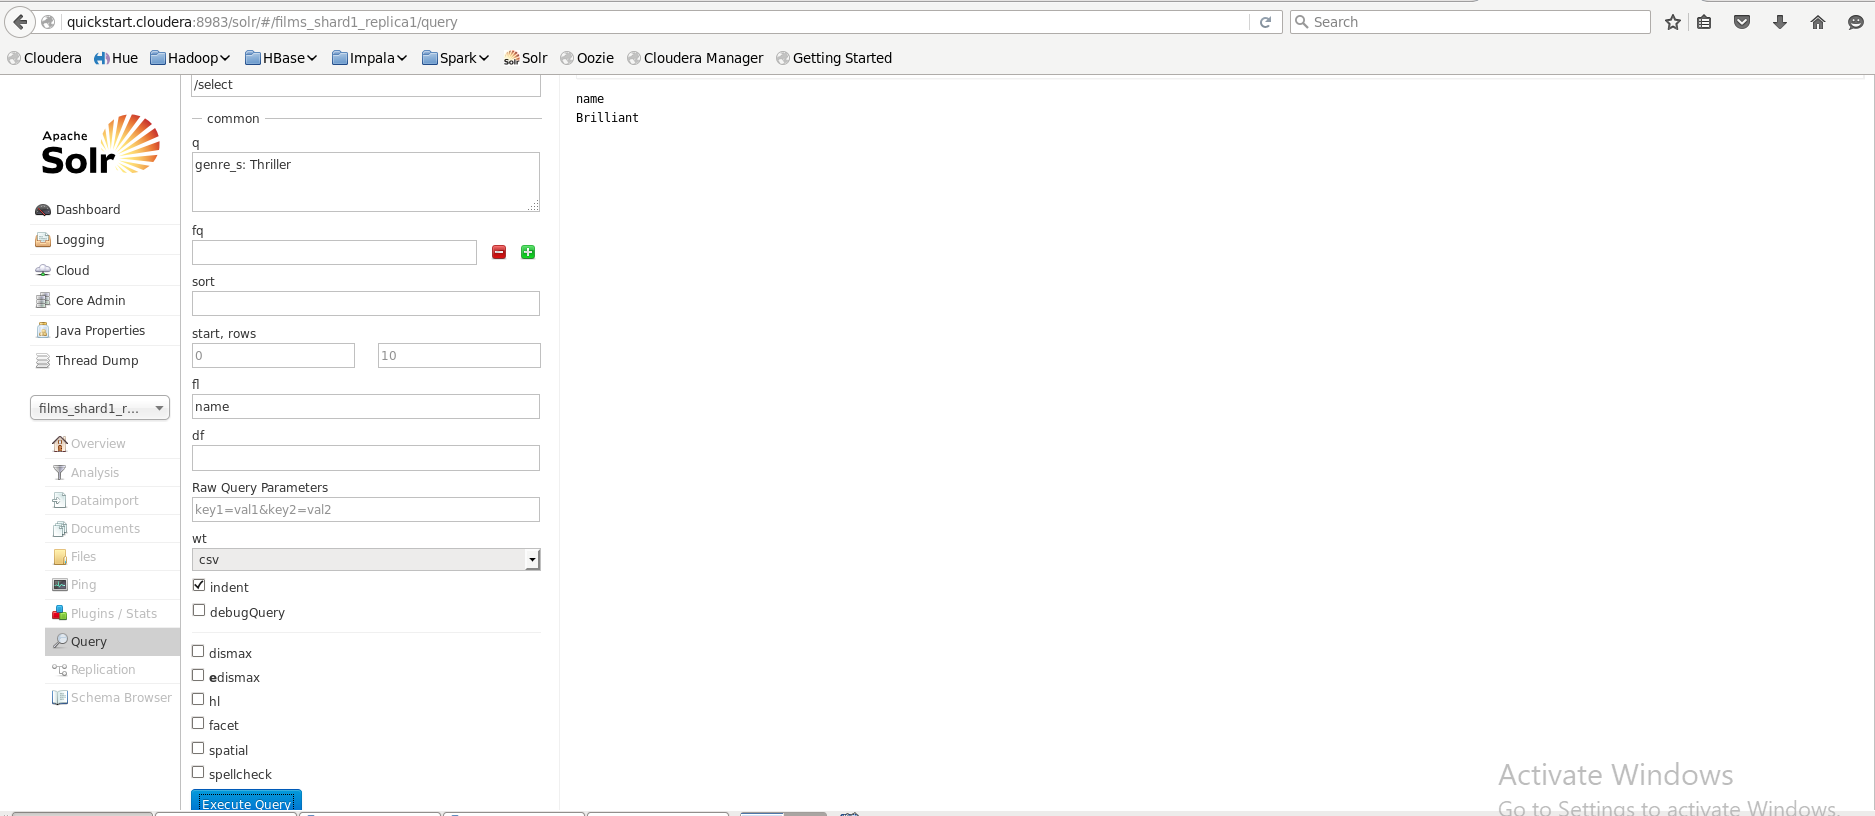 quickstart.cloudera:8983/solr/#/films_shard1_replica1/query
Search
Cloudera Hue Hadoop HBase Impala Spark Solr Oozie Cloudera Manager Getting Started
Apache
Solr
Dashboard
Logging
Cloud
Core Admin
Java Properties
Thread Dump
films_shard1_r...
Overview
Analysis
Dataimport
Documents
Files
Ping
Plugins / Stats
Query
Replication
Schema Browser
/select
common
q
genre_s: Thriller
fq
sort
start, rows
0 10
fl
name
df
Raw Query Parameters
key1=val1&key2=val2
wt
csv
indent
debugQuery
dismax
edismax
hl
facet
spatial
spellcheck
Execute Query
name
Brilliant
Activate Windows
Go to Settings to activate Windows.